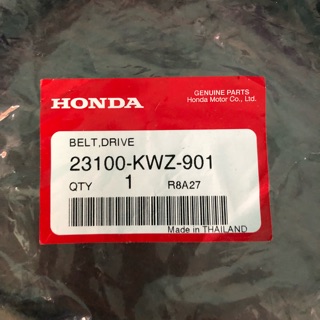 HONDA
GENUINE PARTS
Honda Motor Co., Ltd.
BELT,DRIVE
23100-KWZ-901
QTY 1 R8A27
Made in THAILAND